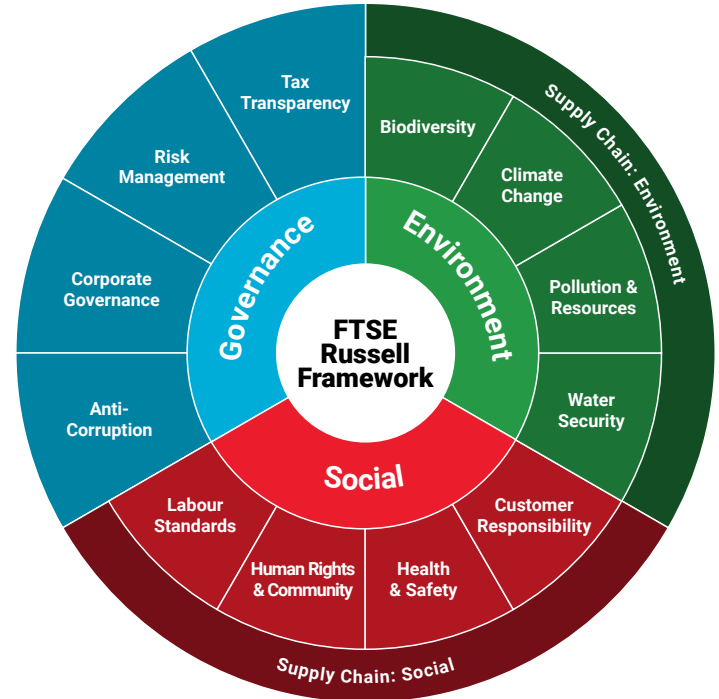 FTSE
Russell
Framework
Governance
Environment
Social
Tax
Transparency
Risk
Management
Corporate
Governance
Anti-
Corruption
Biodiversity
Climate
Change
Pollution &
Resources
Water
Security
Supply Chain: Environment
Customer
Responsibility
Health
& Safety
Human Rights
& Community
Labour
Standards
Supply Chain: Social